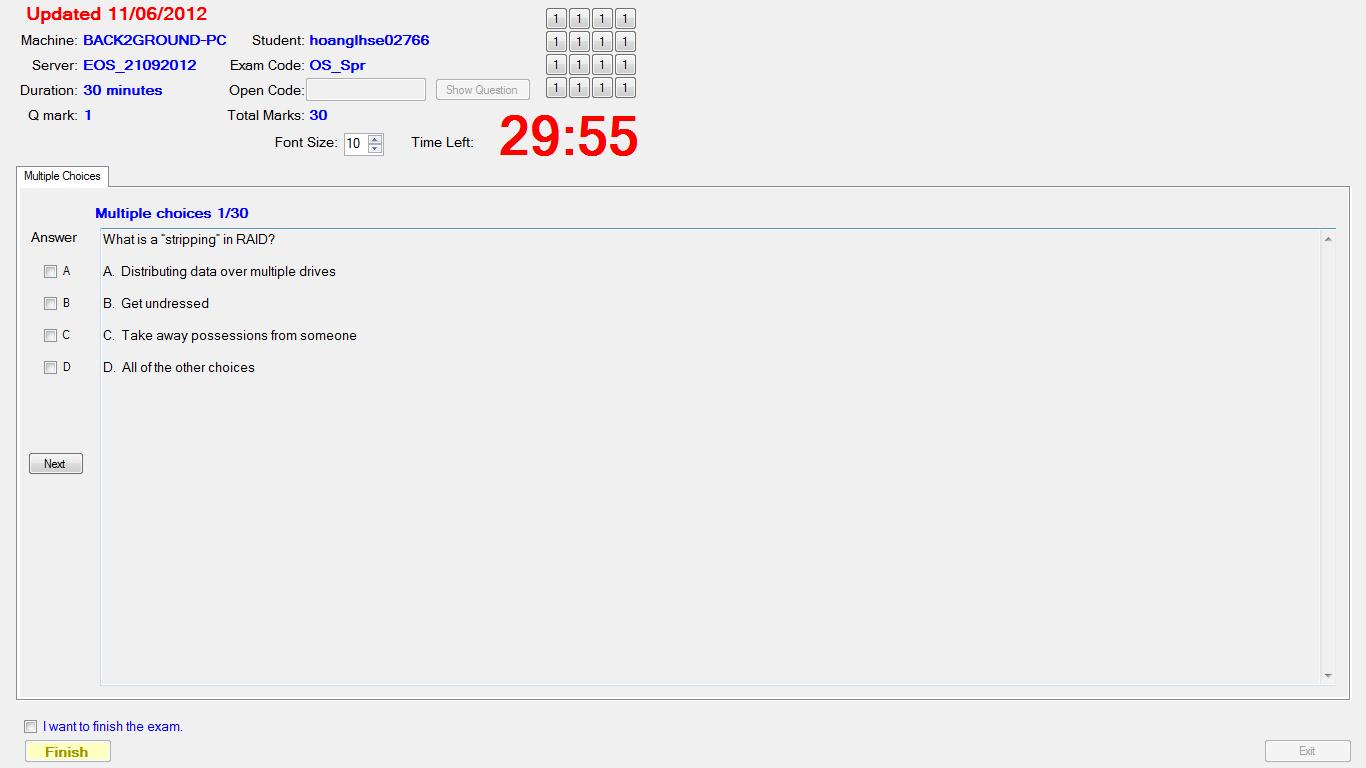 Updated 11/06/2012
Machine: BACK2GROUND-PC Student: hoanglhse02766
Server: EOS_21092012 Exam Code: OS_Spr
Duration: 30 minutes Open Code: Show Question
Q mark: 1 Total Marks: 30
1 1 1 1
1 1 1 1
1 1 1 1
1 1 1 1
Font Size: 10 Time Left: 29:55
Multiple Choices
Multiple choices 1/30
Answer
What is a "stripping" in RAID?
A A. Distributing data over multiple drives
B B. Get undressed
C C. Take away possessions from someone
D D. All of the other choices
Next
I want to finish the exam.
Finish
Exit